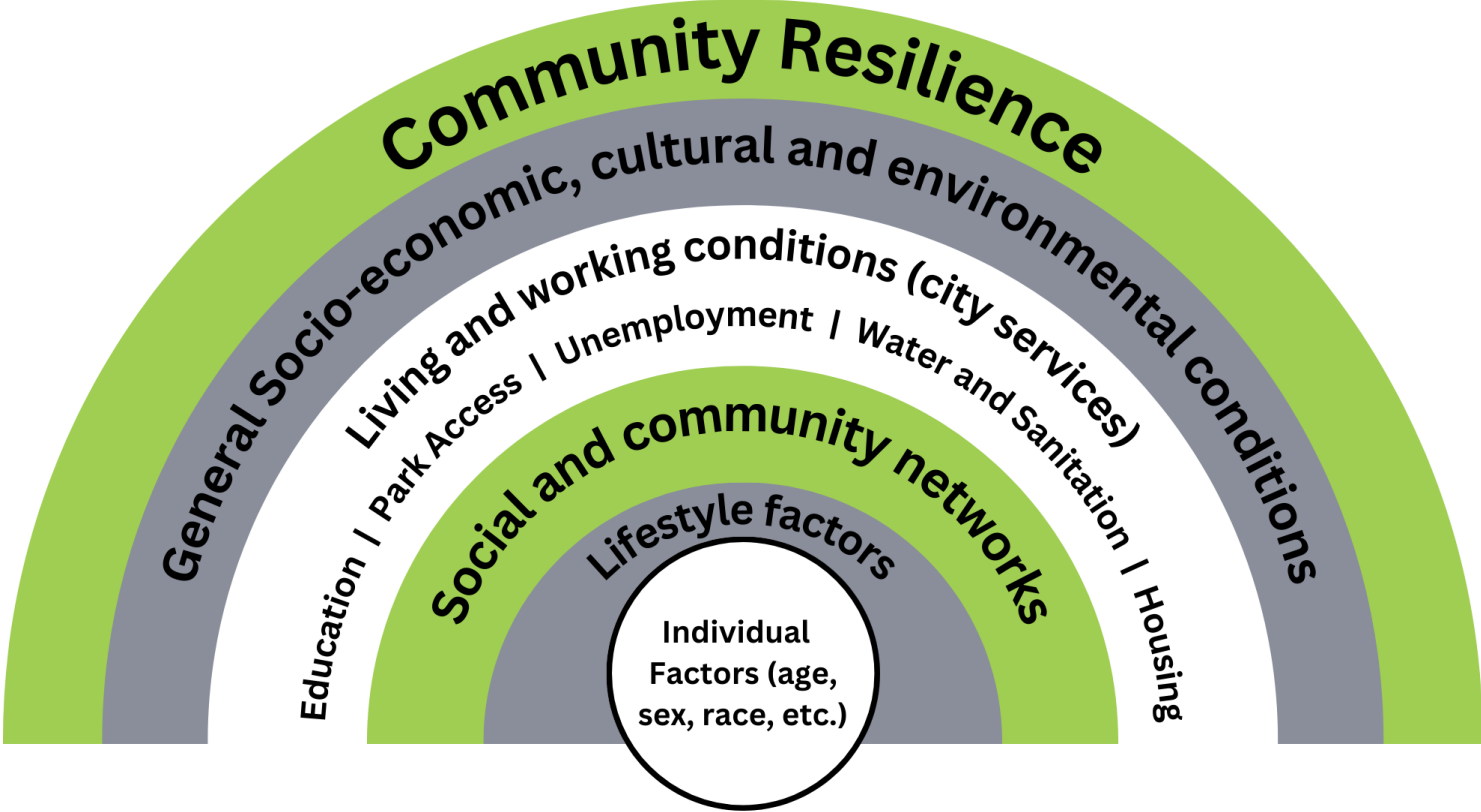 Community Resilience
General Socio-economic, cultural and environmental conditions
Living and working conditions (city services)
Education | Park Access | Unemployment | Water and Sanitation | Housing
Social and community networks
Lifestyle factors
Individual
Factors (age,
sex, race, etc.)